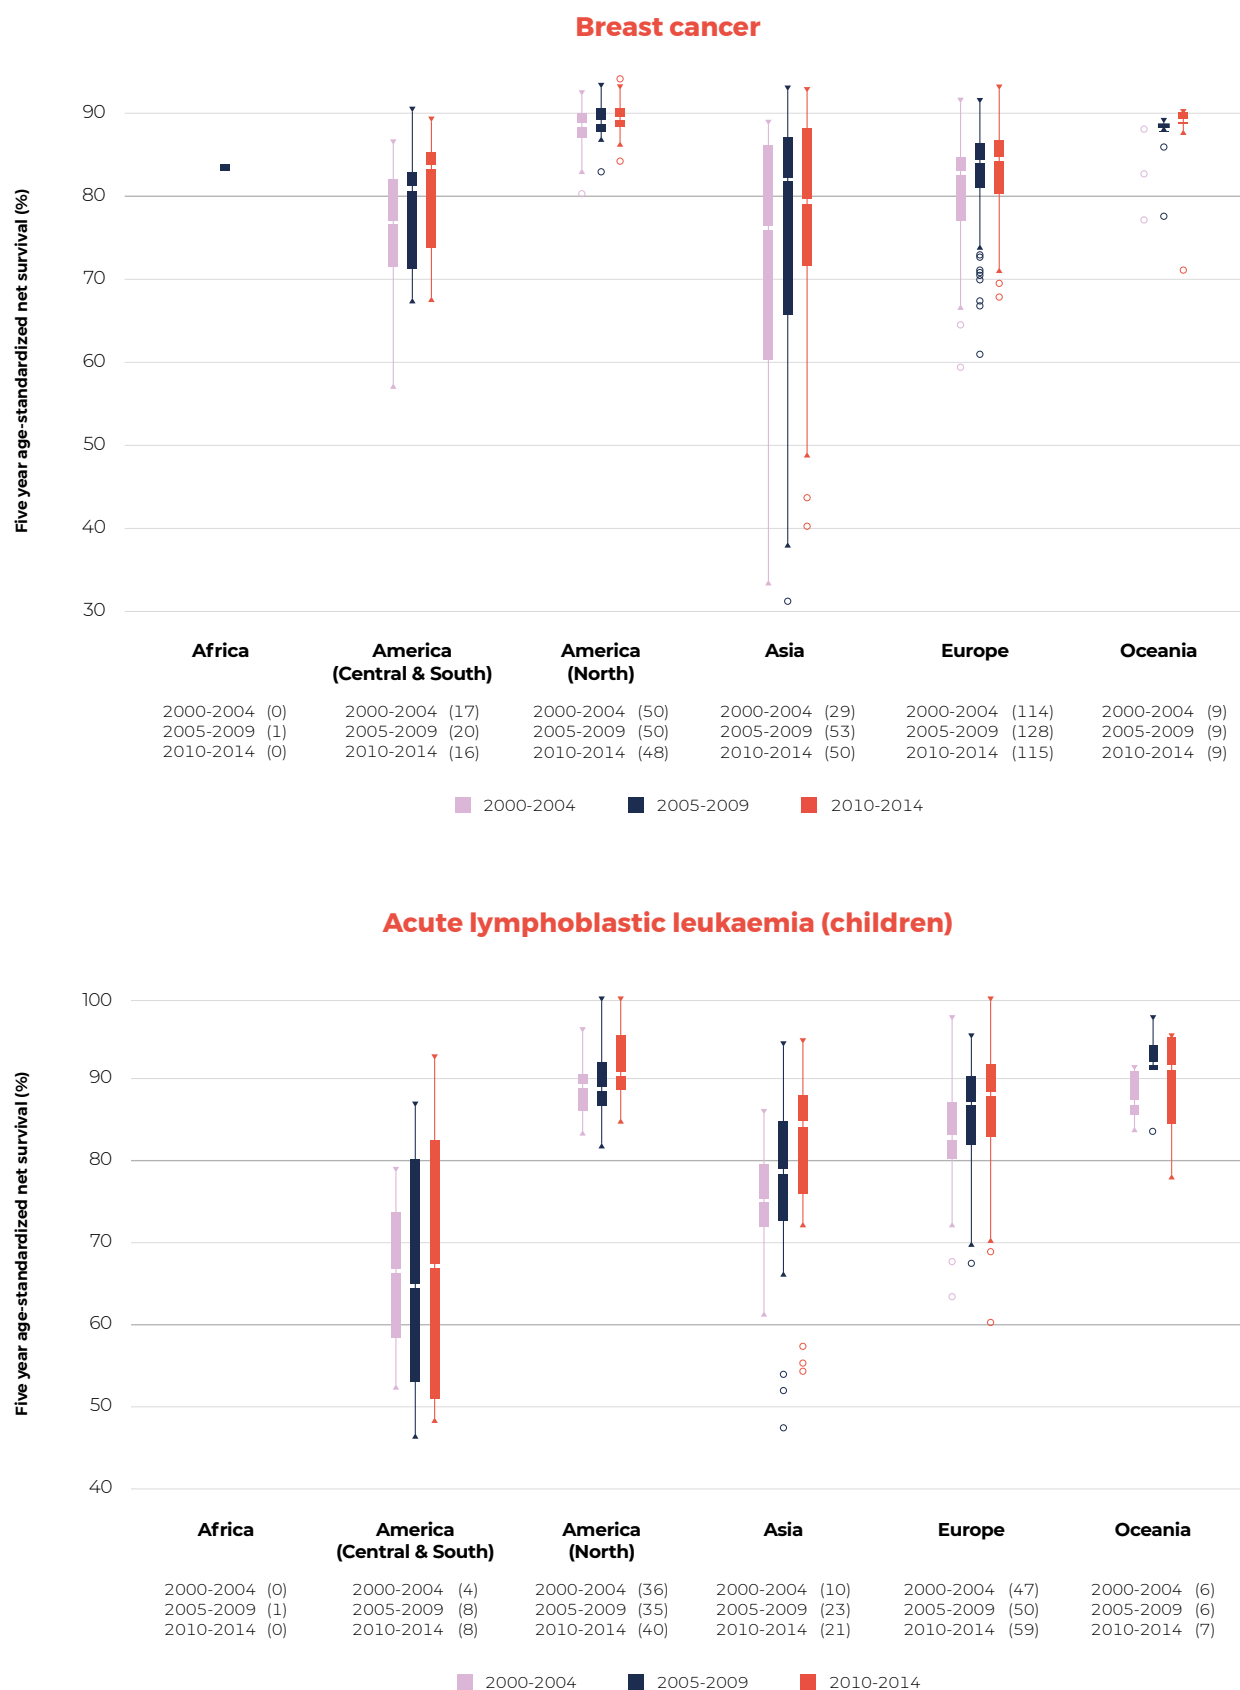 Breast cancer
Five year age-standardized net survival (%)
90
80
70
60
50
40
30
Africa
America
(Central & South)
America
(North)
Asia
Europe
Oceania
2000-2004 (0) 2000-2004 (17) 2000-2004 (50) 2000-2004 (29) 2000-2004 (114) 2000-2004 (9)
2005-2009 (1) 2005-2009 (20) 2005-2009 (50) 2005-2009 (53) 2005-2009 (128) 2005-2009 (9)
2010-2014 (0) 2010-2014 (16) 2010-2014 (48) 2010-2014 (50) 2010-2014 (115) 2010-2014 (9)
2000-2004 2005-2009 2010-2014
Acute lymphoblastic leukaemia (children)
Five year age-standardized net survival (%)
100
90
80
70
60
50
40
Africa
America
(Central & South)
America
(North)
Asia
Europe
Oceania
2000-2004 (0) 2000-2004 (4) 2000-2004 (36) 2000-2004 (10) 2000-2004 (47) 2000-2004 (6)
2005-2009 (1) 2005-2009 (8) 2005-2009 (35) 2005-2009 (23) 2005-2009 (50) 2005-2009 (6)
2010-2014 (0) 2010-2014 (8) 2010-2014 (40) 2010-2014 (21) 2010-2014 (59) 2010-2014 (7)
2000-2004 2005-2009 2010-2014